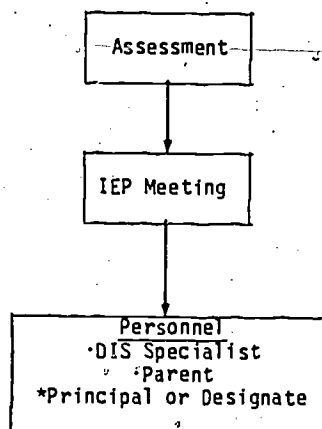 Assessment
IEP Meeting
Personnel
·DIS Specialist
·Parent
*Principal or Designate